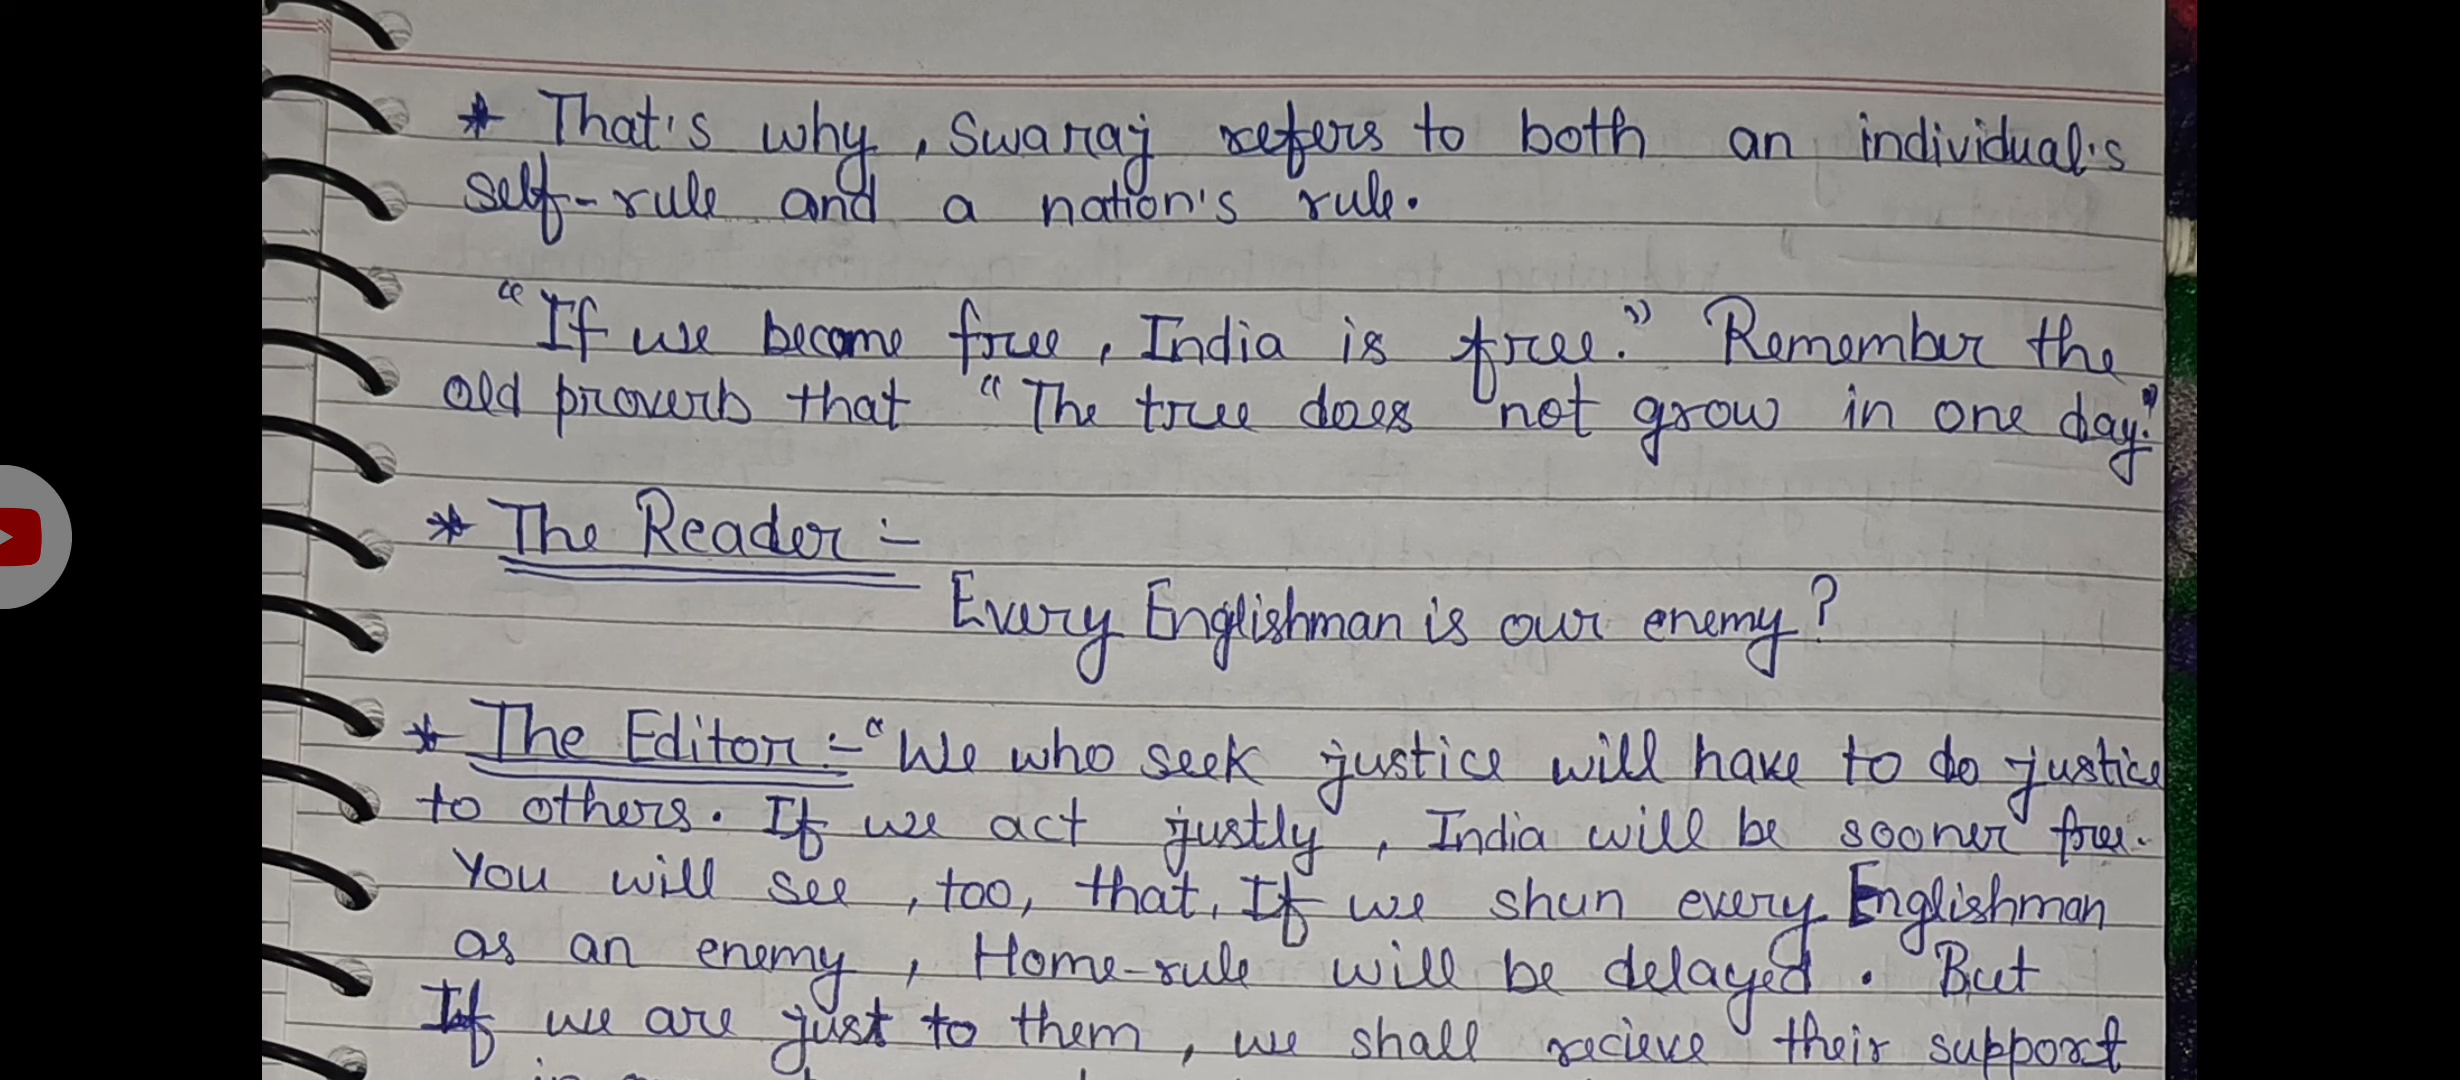 * That's why, Swaraj refers to both an individual's
self-rule and a nation's rule.
"If we become free, India is free." Remember the
old proverb that "The tree does not grow in one day."
* The Reader :-
Every Englishman is our enemy?
* The Editor :- "We who seek justice will have to do justice
to others. If we act justly, India will be sooner free.
You will see, too, that, If we shun every Englishman
as an enemy, Home-rule will be delayed. But
If we are just to them, we shall recieve their support